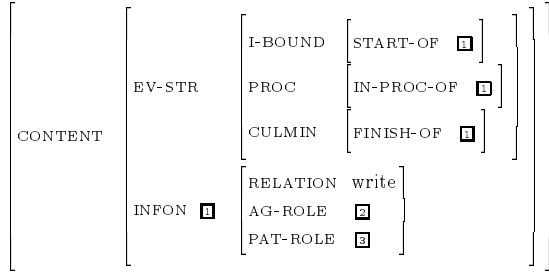 I-BOUND START-OF 1
EV-STR PROC IN-PROC-OF 1
CULMIN FINISH-OF 1
CONTENT
RELATION write
INFON 1 AG-ROLE 2
PAT-ROLE 3